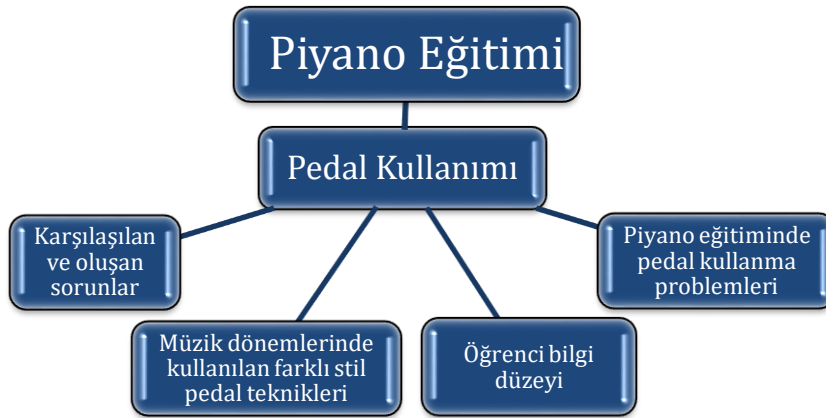 Piyano Eğitimi
Pedal Kullanımı
Karşılaşılan
ve oluşan
sorunlar
Müzik dönemlerinde
kullanılan farklı stil
pedal teknikleri
Öğrenci bilgi
düzeyi
Piyano eğitiminde
pedal kullanma
problemleri